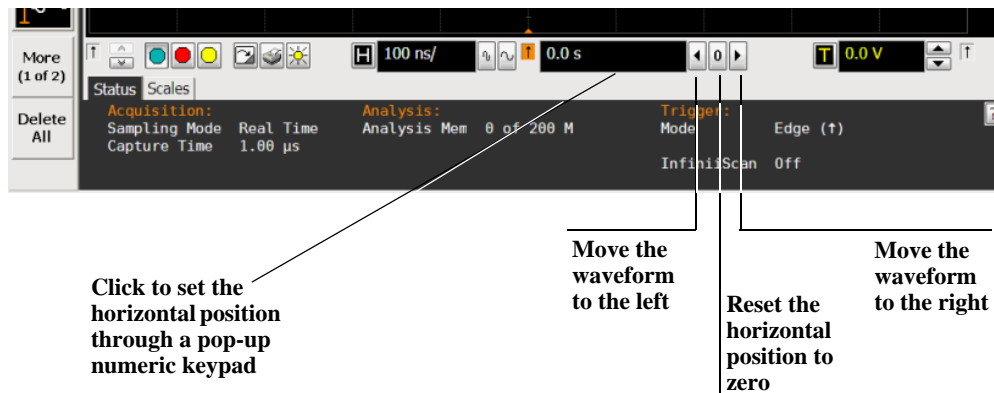 More
(1 of 2)
Delete
All
H 100 ns/ 0.0 s 0 T 0.0 V
Status Scales
Acquisition: Analysis: Trigger:
Sampling Mode Real Time Analysis Mem 0 of 200 M Mode Edge (↑)
Capture Time 1.00 µs
InfiniiScan Off
Click to set the
horizontal position
through a pop-up
numeric keypad
Move the
waveform
to the left
Reset the
horizontal
position to
zero
Move the
waveform
to the right